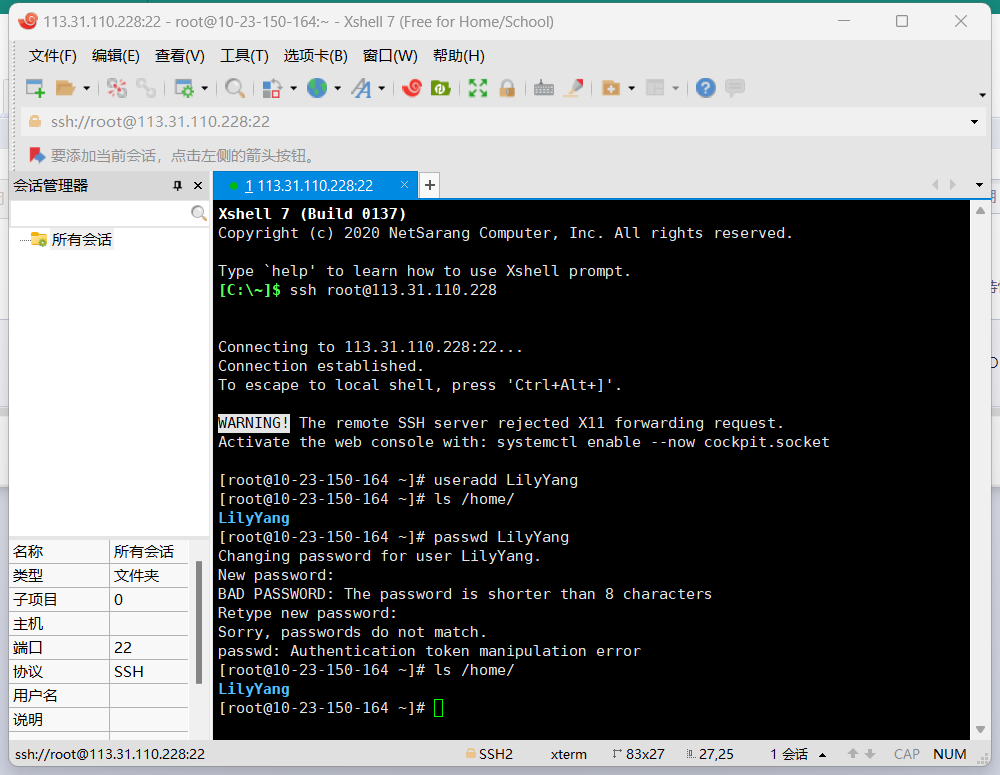 113.31.110.228:22 - root@10-23-150-164:~ - Xshell 7 (Free for Home/School)
文件(F) 编辑(E) 查看(V) 工具(T) 选项卡(B) 窗口(W) 帮助(H)
ssh://root@113.31.110.228:22
要添加当前会话，点击左侧的箭头按钮。
会话管理器
所有会话
名称 所有会话
类型 文件夹
子项目 0
主机
端口 22
协议 SSH
用户名
说明
1 113.31.110.228:22
Xshell 7 (Build 0137)
Copyright (c) 2020 NetSarang Computer, Inc. All rights reserved.
Type `help' to learn how to use Xshell prompt.
[C:\~]$ ssh root@113.31.110.228
Connecting to 113.31.110.228:22...
Connection established.
To escape to local shell, press 'Ctrl+Alt+]'.
WARNING! The remote SSH server rejected X11 forwarding request.
Activate the web console with: systemctl enable --now cockpit.socket
[root@10-23-150-164 ~]# useradd LilyYang
[root@10-23-150-164 ~]# ls /home/
LilyYang
[root@10-23-150-164 ~]# passwd LilyYang
Changing password for user LilyYang.
New password:
BAD PASSWORD: The password is shorter than 8 characters
Retype new password:
Sorry, passwords do not match.
passwd: Authentication token manipulation error
[root@10-23-150-164 ~]# ls /home/
LilyYang
[root@10-23-150-164 ~]#
ssh://root@113.31.110.228:22 SSH2 xterm 83x27 27,25 1 会话 CAP NUM